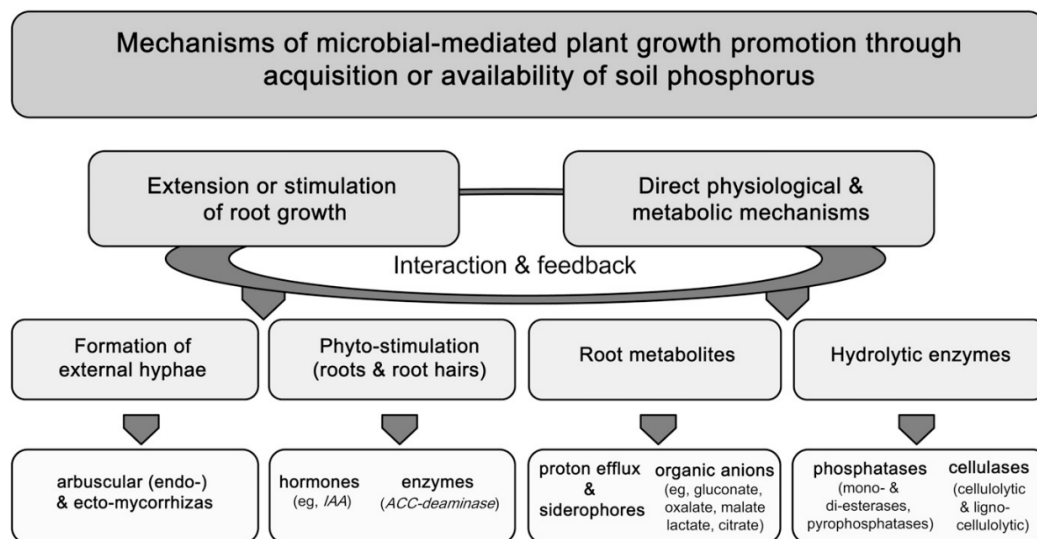 Mechanisms of microbial-mediated plant growth promotion through
acquisition or availability of soil phosphorus
Extension or stimulation
of root growth
Direct physiological &
metabolic mechanisms
Interaction & feedback
Formation of
external hyphae
Phyto-stimulation
(roots & root hairs)
Root metabolites
Hydrolytic enzymes
arbuscular (endo-)
& ecto-mycorrhizas
hormones
(eg, IAA)
enzymes
(ACC-deaminase)
proton efflux
&
siderophores
organic anions
(eg, gluconate,
oxalate, malate
lactate, citrate)
phosphatases
(mono- &
di-esterases,
pyrophosphatases)
cellulases
(cellulolytic
& ligno-
cellulolytic)